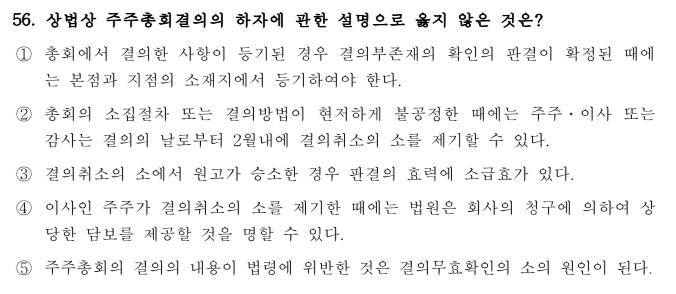 56. 상법상 주주총회결의의 하자에 관한 설명으로 옳지 않은 것은?
① 총회에서 결의한 사항이 등기된 경우 결의부존재의 확인의 판결이 확정된 때에
는 본점과 지점의 소재지에서 등기하여야 한다.
② 총회의 소집절차 또는 결의방법이 현저하게 불공정한 때에는 주주·이사 또는
감사는 결의의 날로부터 2월내에 결의취소의 소를 제기할 수 있다.
③ 결의취소의 소에서 원고가 승소한 경우 판결의 효력에 소급효가 있다.
④ 이사인 주주가 결의취소의 소를 제기한 때에는 법원은 회사의 청구에 의하여 상
당한 담보를 제공할 것을 명할 수 있다.
⑤ 주주총회의 결의의 내용이 법령에 위반한 것은 결의무효확인의 소의 원인이 된다.